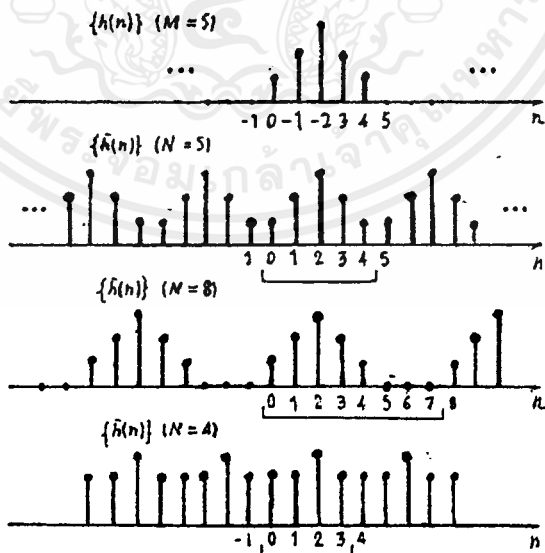 {h(n)} (M = 5)
... ...
-1 0 -1 -2 3 4 5 n
{h̃(n)} (N = 5)
... ...
1 0 1 2 3 4 5 n
{h̃(n)} (N = 8)
0 1 2 3 4 5 6 7 8 n
{h̃(n)} (N = 4)
-1 0 1 2 3 4 n